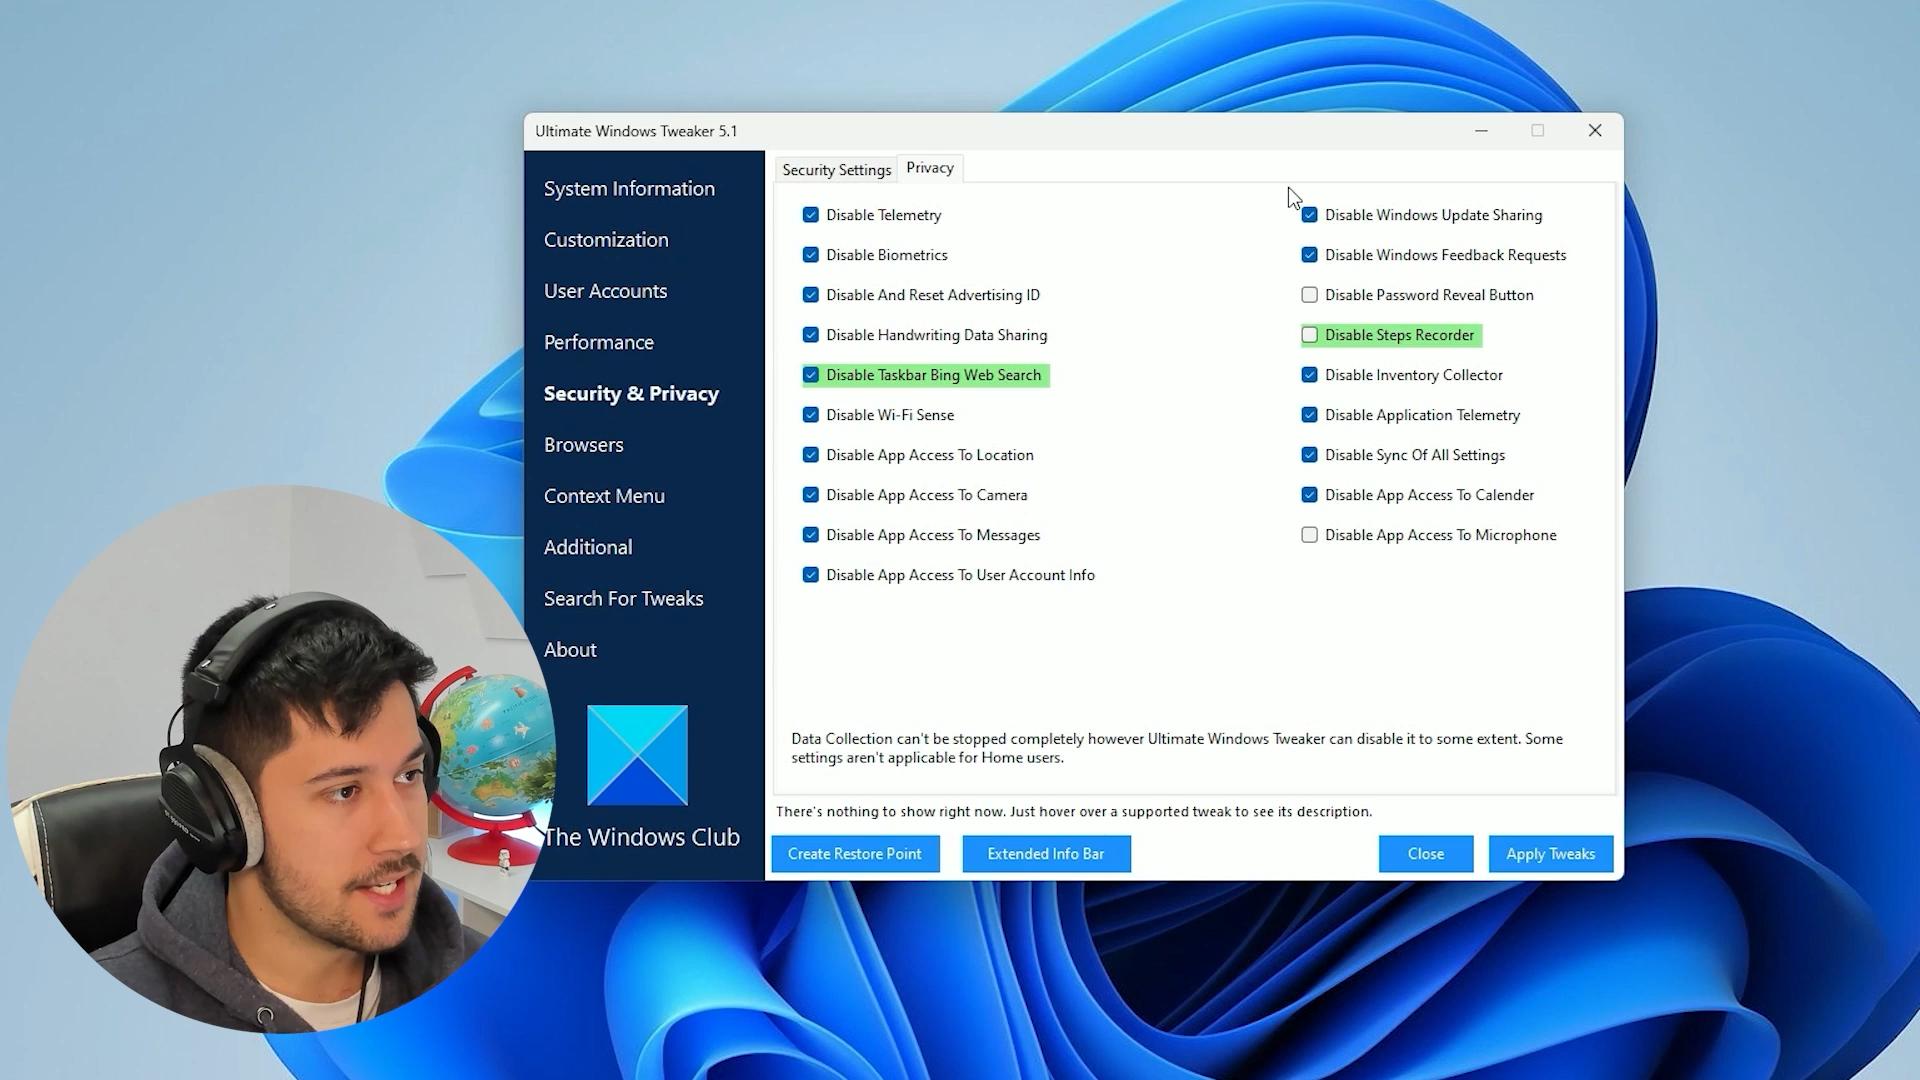 Ultimate Windows Tweaker 5.1
System Information
Customization
User Accounts
Performance
Security & Privacy
Browsers
Context Menu
Additional
Search For Tweaks
About
The Windows Club
Security Settings
Privacy
Disable Telemetry
Disable Biometrics
Disable And Reset Advertising ID
Disable Handwriting Data Sharing
Disable Taskbar Bing Web Search
Disable Wi-Fi Sense
Disable App Access To Location
Disable App Access To Camera
Disable App Access To Messages
Disable App Access To User Account Info
Disable Windows Update Sharing
Disable Windows Feedback Requests
Disable Password Reveal Button
Disable Steps Recorder
Disable Inventory Collector
Disable Application Telemetry
Disable Sync Of All Settings
Disable App Access To Calender
Disable App Access To Microphone
Data Collection can't be stopped completely however Ultimate Windows Tweaker can disable it to some extent. Some
settings aren't applicable for Home users.
There's nothing to show right now. Just hover over a supported tweak to see its description.
Create Restore Point
Extended Info Bar
Close
Apply Tweaks